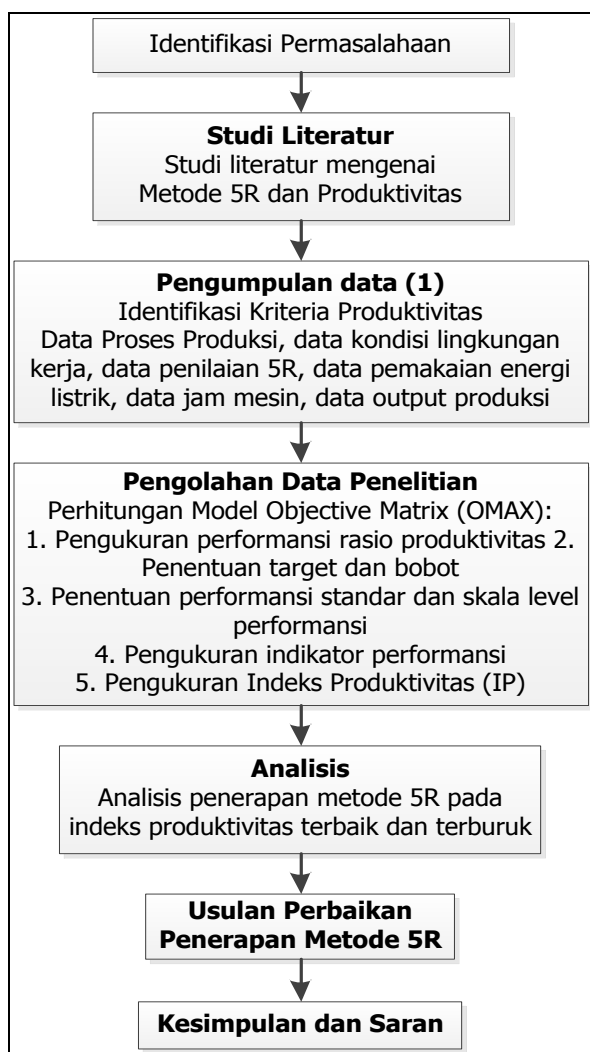 Identifikasi Permasalahaan
Studi Literatur
Studi literatur mengenai
Metode 5R dan Produktivitas
Pengumpulan data (1)
Identifikasi Kriteria Produktivitas
Data Proses Produksi, data kondisi lingkungan
kerja, data penilaian 5R, data pemakaian energi
listrik, data jam mesin, data output produksi
Pengolahan Data Penelitian
Perhitungan Model Objective Matrix (OMAX):
1. Pengukuran performansi rasio produktivitas 2.
Penentuan target dan bobot
3. Penentuan performansi standar dan skala level
performansi
4. Pengukuran indikator performansi
5. Pengukuran Indeks Produktivitas (IP)
Analisis
Analisis penerapan metode 5R pada
indeks produktivitas terbaik dan terburuk
Usulan Perbaikan
Penerapan Metode 5R
Kesimpulan dan Saran